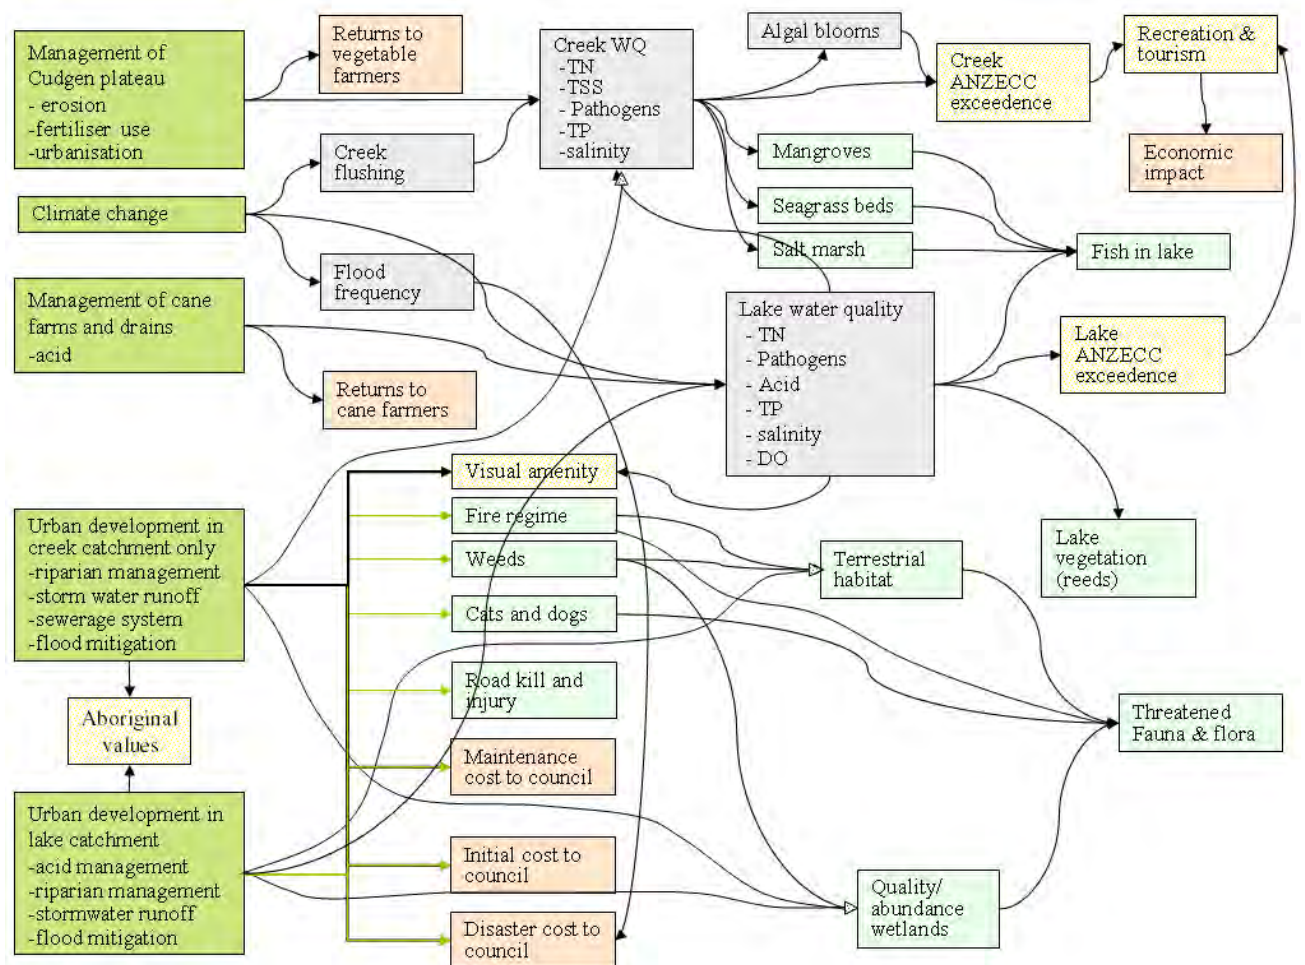 Management of
Cudgen plateau
- erosion
-fertiliser use
-urbanisation
Returns to
vegetable
farmers
Creek WQ
-TN
-TSS
- Pathogens
-TP
-salinity
Algal blooms
Creek
ANZECC
exceedence
Recreation &
tourism
Economic
impact
Creek
flushing
Mangroves
Climate change
Seagrass beds
Salt marsh
Fish in lake
Flood
frequency
Management of cane
farms and drains
-acid
Returns to
cane farmers
Lake water quality
- TN
- Pathogens
- Acid
- TP
- salinity
- DO
Lake
ANZECC
exceedence
Visual amenity
Fire regime
Weeds
Cats and dogs
Road kill and
injury
Maintenance
cost to council
Initial cost to
council
Disaster cost to
council
Urban development in
creek catchment only
-riparian management
-storm water runoff
-sewerage system
-flood mitigation
Aboriginal
values
Urban development in
lake catchment
-acid management
-riparian management
-stormwater runoff
-flood mitigation
Terrestrial
habitat
Lake
vegetation
(reeds)
Threatened
Fauna & flora
Quality/
abundance
wetlands